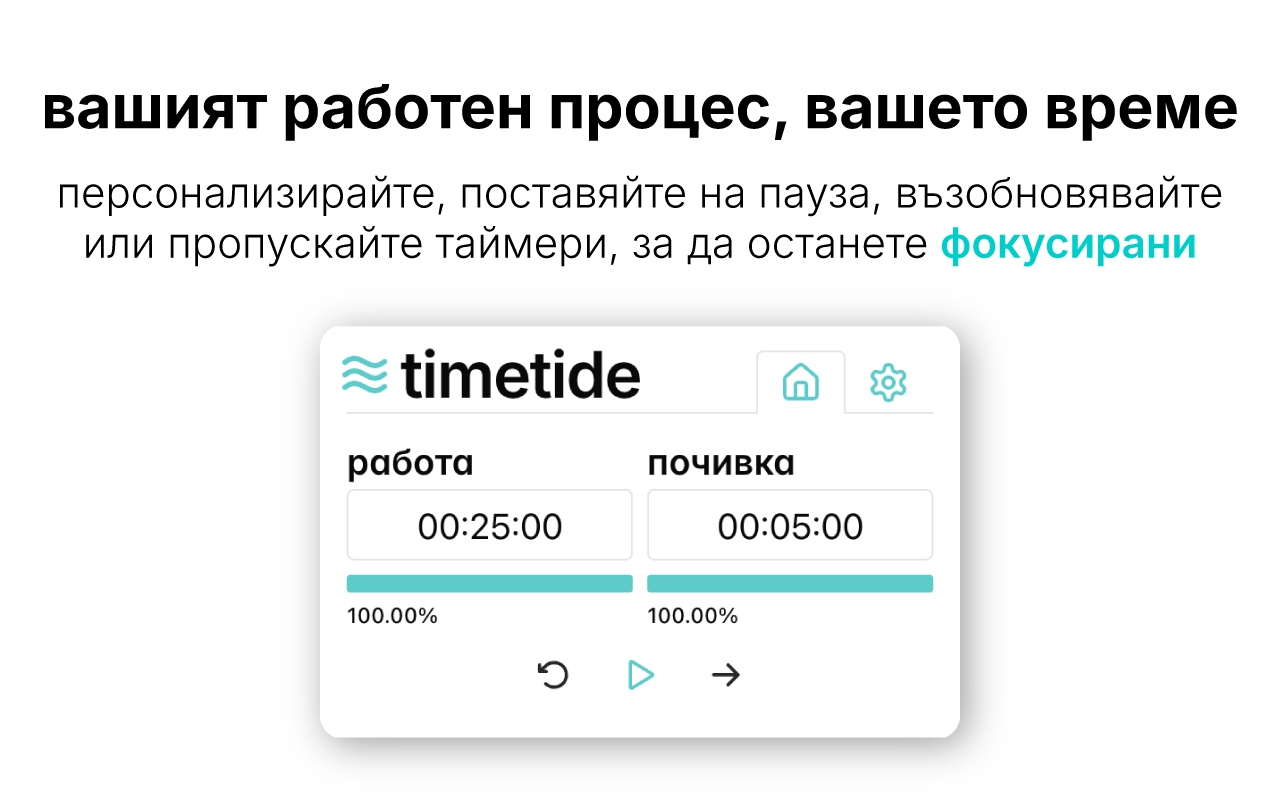 вашият работен процес, вашето време
персонализирайте, поставяйте на пауза, възобновявайте
или пропускайте таймери, за да останете фокусирани
timetide
работа
почивка
00:25:00
00:05:00
100.00%
100.00%